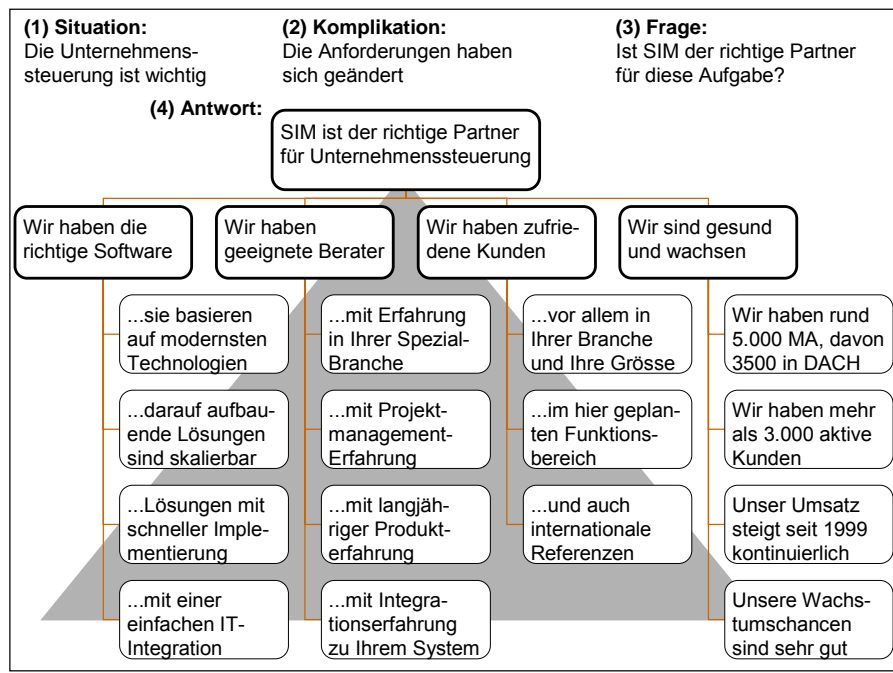 (1) Situation:
Die Unternehmens-
steuerung ist wichtig
(2) Komplikation:
Die Anforderungen haben
sich geändert
(3) Frage:
Ist SIM der richtige Partner
für diese Aufgabe?
(4) Antwort:
SIM ist der richtige Partner
für Unternehmenssteuerung
Wir haben die
richtige Software
...sie basieren
auf modernsten
Technologien
...darauf aufbau-
ende Lösungen
sind skalierbar
...Lösungen mit
schneller Imple-
mentierung
...mit einer
einfachen IT-
Integration
Wir haben
geeignete Berater
...mit Erfahrung
in Ihrer Spezial-
Branche
...mit Projekt-
management-
Erfahrung
...mit langjäh-
riger Produkt-
erfahrung
...mit Integra-
tionserfahrung
zu Ihrem System
Wir haben zufrie-
dene Kunden
...vor allem in
Ihrer Branche
und Ihre Grösse
...im hier geplan-
ten Funktions-
bereich
...und auch
internationale
Referenzen
Wir sind gesund
und wachsen
Wir haben rund
5.000 MA, davon
3500 in DACH
Wir haben mehr
als 3.000 aktive
Kunden
Unser Umsatz
steigt seit 1999
kontinuierlich
Unsere Wachs-
tumschancen
sind sehr gut